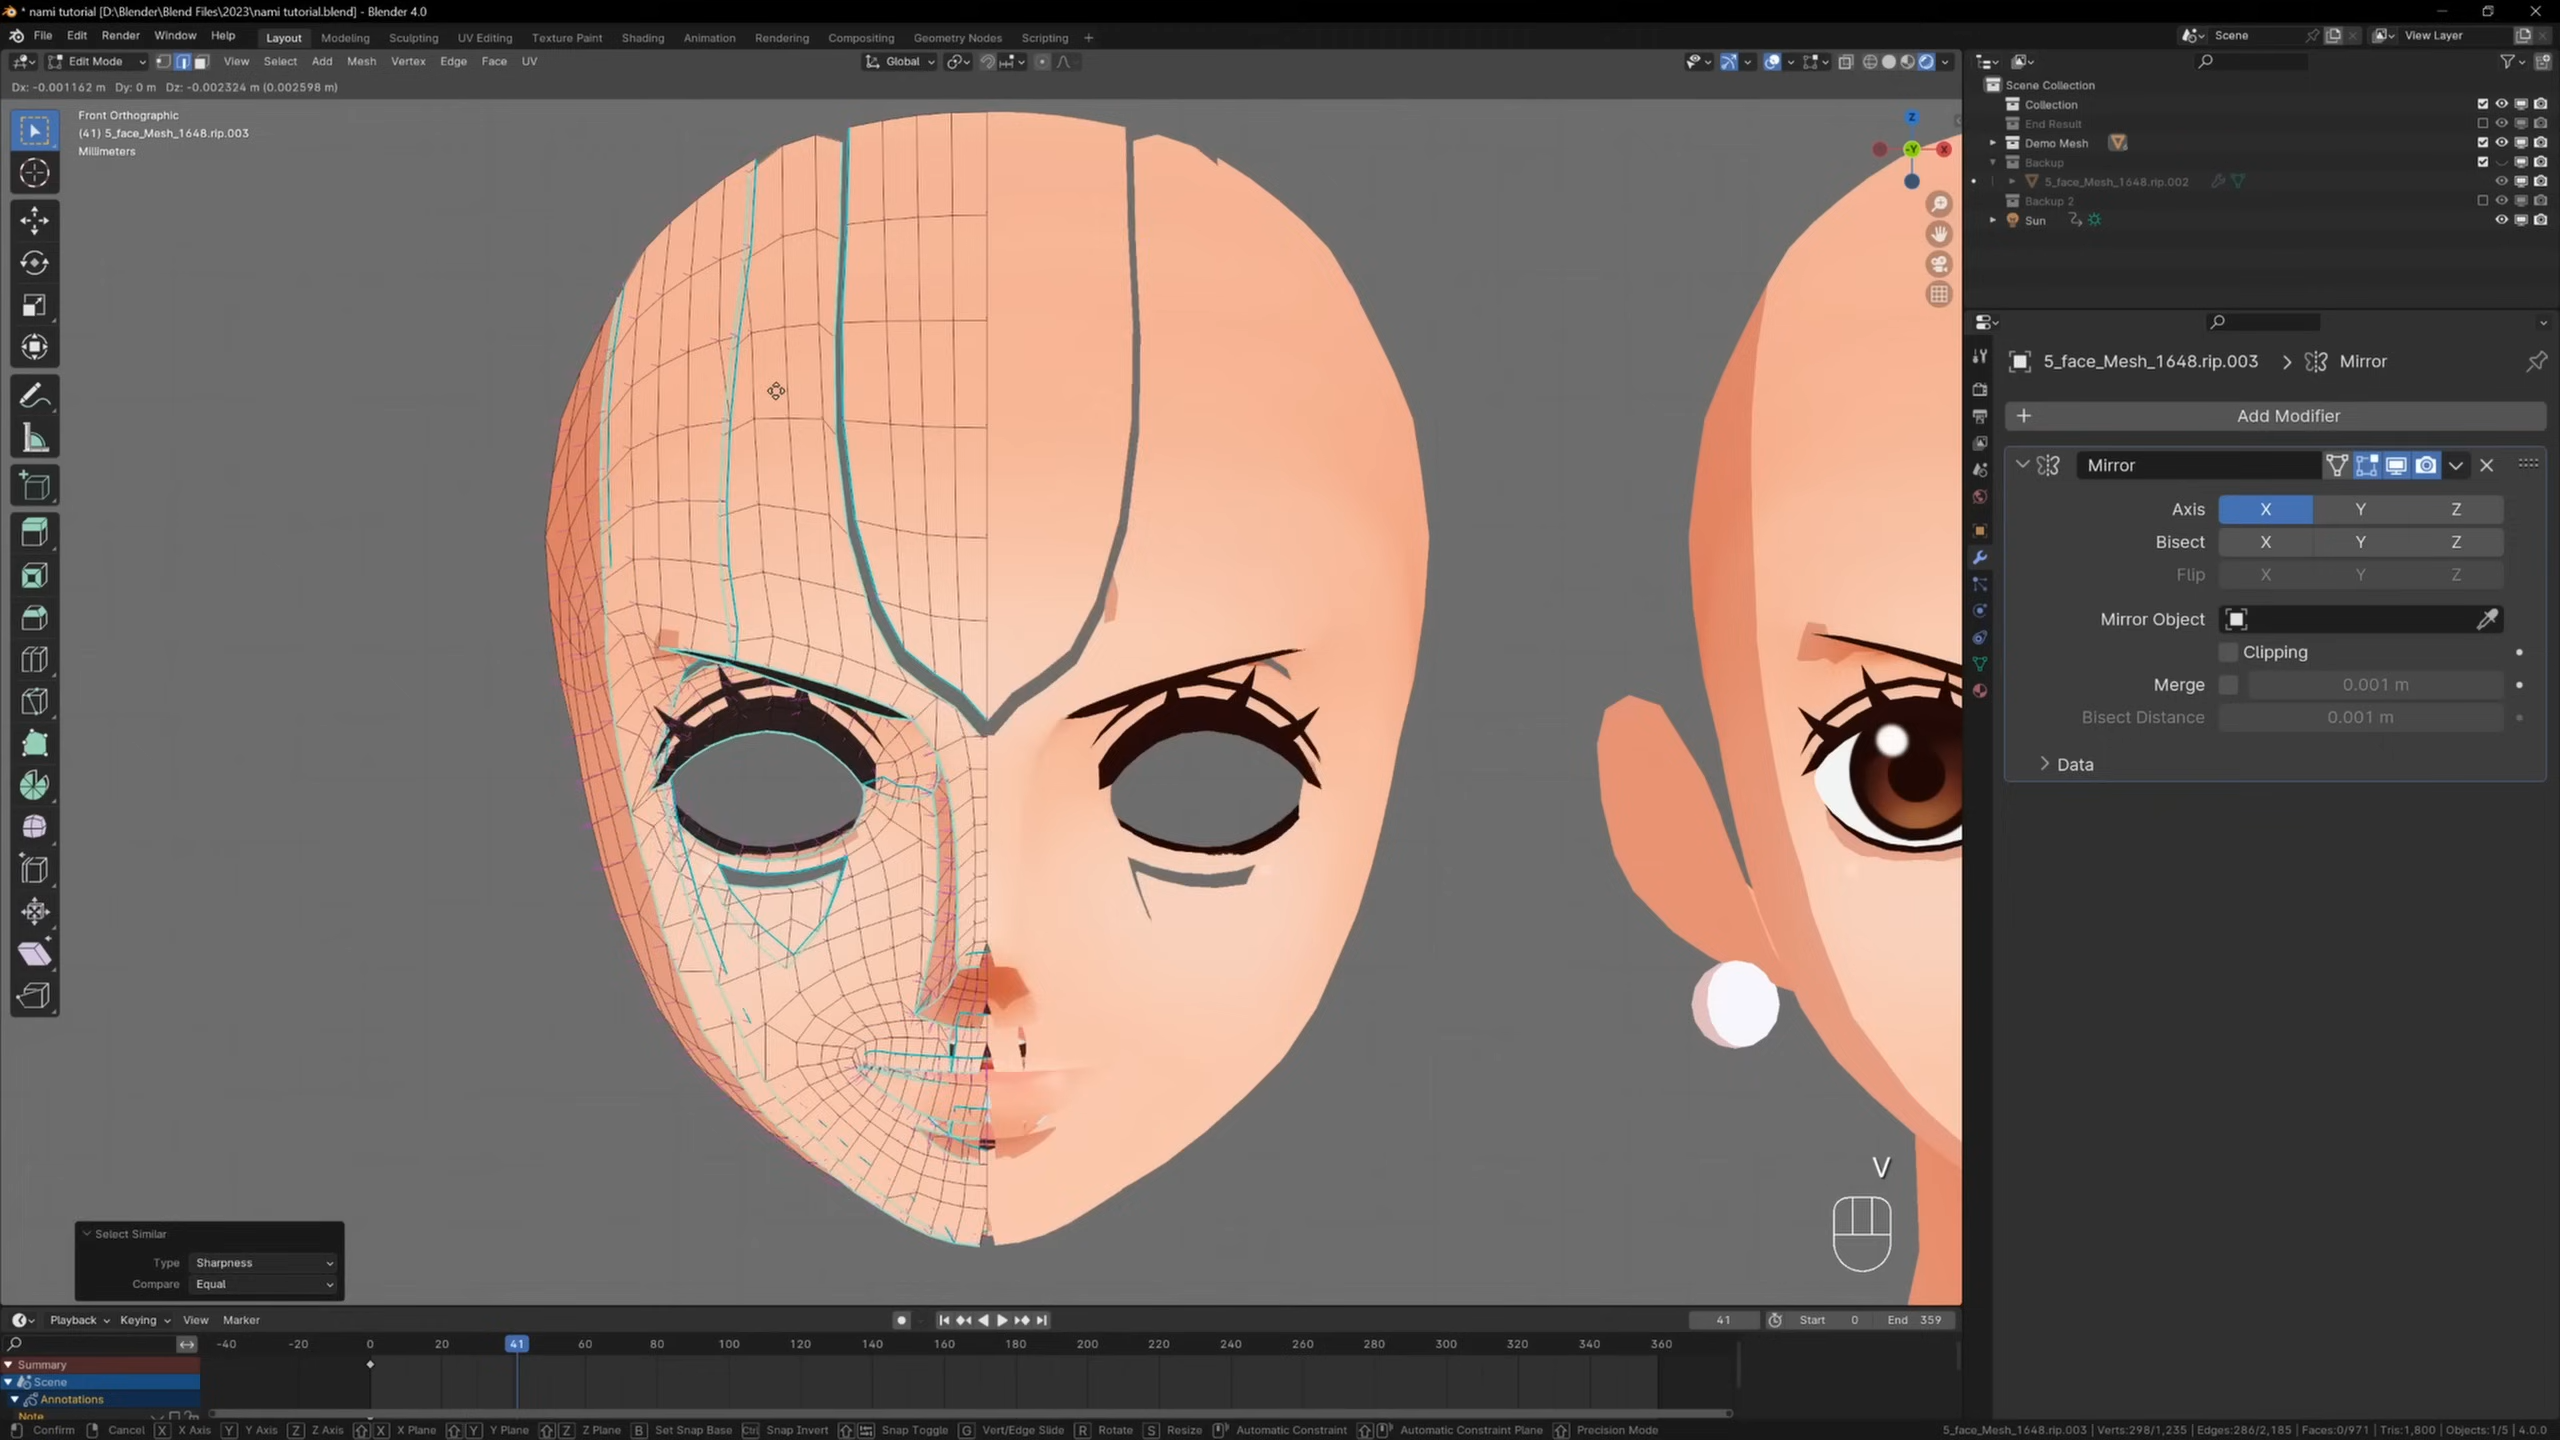 * nami tutorial [D:\Blender\Blend Files\2023\nami tutorial.blend] - Blender 4.0
File Edit Render Window Help Layout Modeling Sculpting UV Editing Texture Paint Shading Animation Rendering Compositing Geometry Nodes Scripting + Scene View Layer
Edit Mode View Select Add Mesh Vertex Edge Face UV Global
Dx: -0.001162 m Dy: 0 m Dz: -0.002324 m (0.002598 m)
Front Orthographic
(41) 5_face_Mesh_1648.rip.003
Millimeters
Z
-Y
X
Scene Collection
Collection
End Result
Demo Mesh
Backup
5_face_Mesh_1648.rip.002
Backup 2
Sun
5_face_Mesh_1648.rip.003 > Mirror
+ Add Modifier
Mirror
Axis X Y Z
Bisect X Y Z
Flip X Y Z
Mirror Object
Clipping
Merge 0.001 m
Bisect Distance 0.001 m
Data
V
Select Similar
Type Sharpness
Compare Equal
Playback Keying View Marker 41 Start 0 End 359
-40 -20 0 20 41 60 80 100 120 140 160 180 200 220 240 260 280 300 320 340 360
Summary
Scene
Annotations
Note
Confirm Cancel X X Axis Y Y Axis Z Z Axis X X Plane Y Y Plane Z Z Plane B Set Snap Base Ctrl Snap Invert Snap Toggle G Vert/Edge Slide R Rotate S Resize Automatic Constraint Automatic Constraint Plane Precision Mode 5_face_Mesh_1648.rip.003 | Verts:298/1,235 | Edges:286/2,185 | Faces:0/971 | Tris:1,800 | Objects:1/5 | 4.0.0